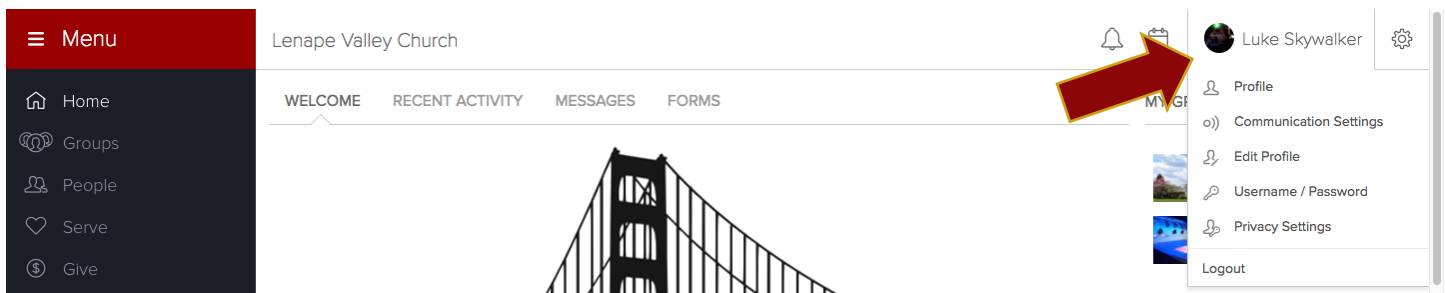 Menu
Lenape Valley Church
Luke Skywalker
Home
Groups
People
Serve
Give
WELCOME
RECENT ACTIVITY
MESSAGES
FORMS
MY
Profile
Communication Settings
Edit Profile
Username / Password
Privacy Settings
Logout